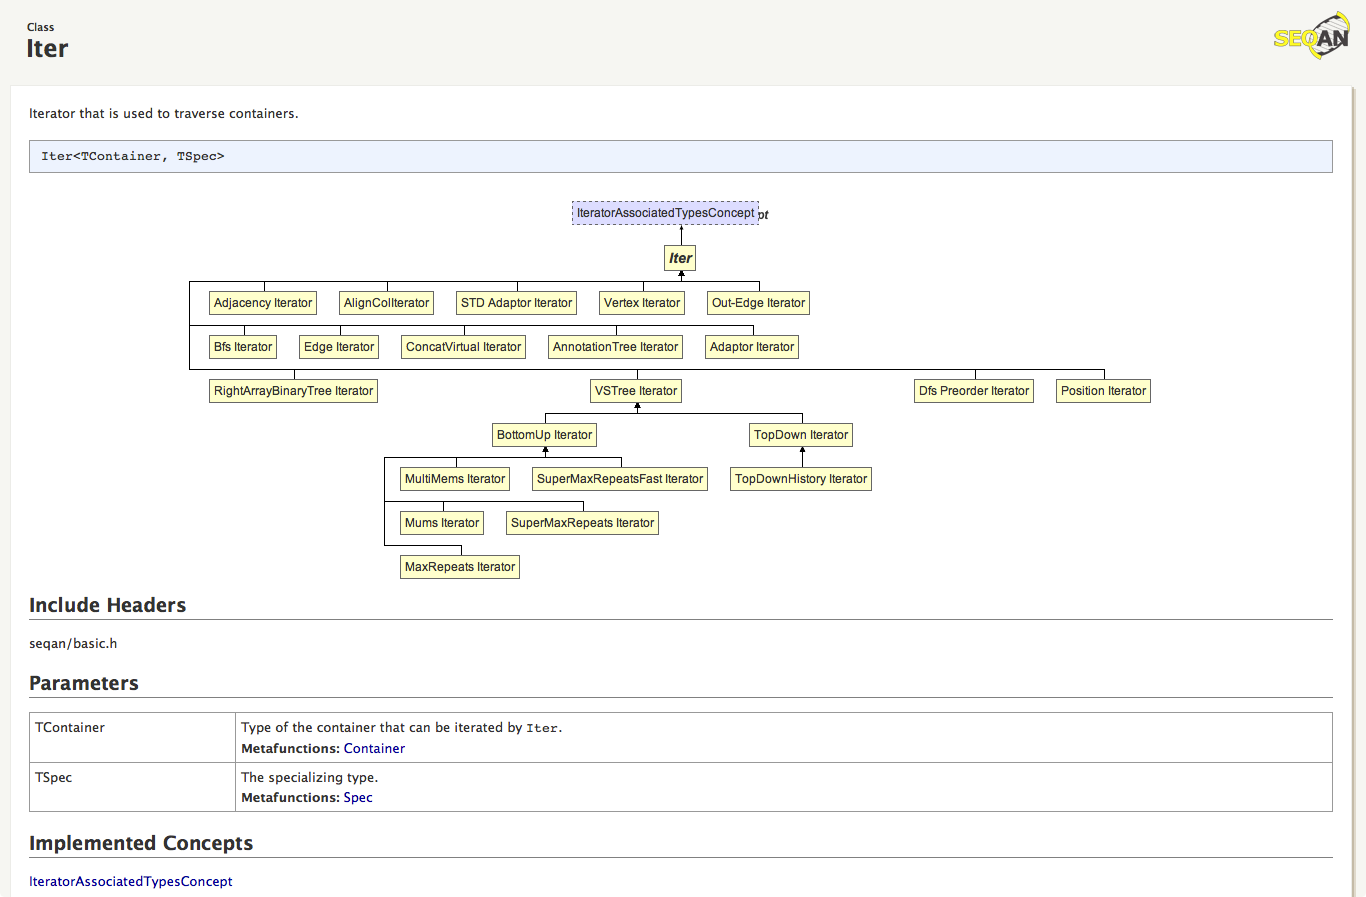 Class
Iter
SEQAN
Iterator that is used to traverse containers.
Iter<TContainer, TSpec>
IteratorAssociatedTypesConcept pt
Iter
Adjacency Iterator AlignColIterator STD Adaptor Iterator Vertex Iterator Out-Edge Iterator
Bfs Iterator Edge Iterator ConcatVirtual Iterator AnnotationTree Iterator Adaptor Iterator
RightArrayBinaryTree Iterator VSTree Iterator Dfs Preorder Iterator Position Iterator
BottomUp Iterator TopDown Iterator
MultiMems Iterator SuperMaxRepeatsFast Iterator TopDownHistory Iterator
Mums Iterator SuperMaxRepeats Iterator
MaxRepeats Iterator
Include Headers
seqan/basic.h
Parameters
TContainer Type of the container that can be iterated by Iter.
Metafunctions: Container
TSpec The specializing type.
Metafunctions: Spec
Implemented Concepts
IteratorAssociatedTypesConcept